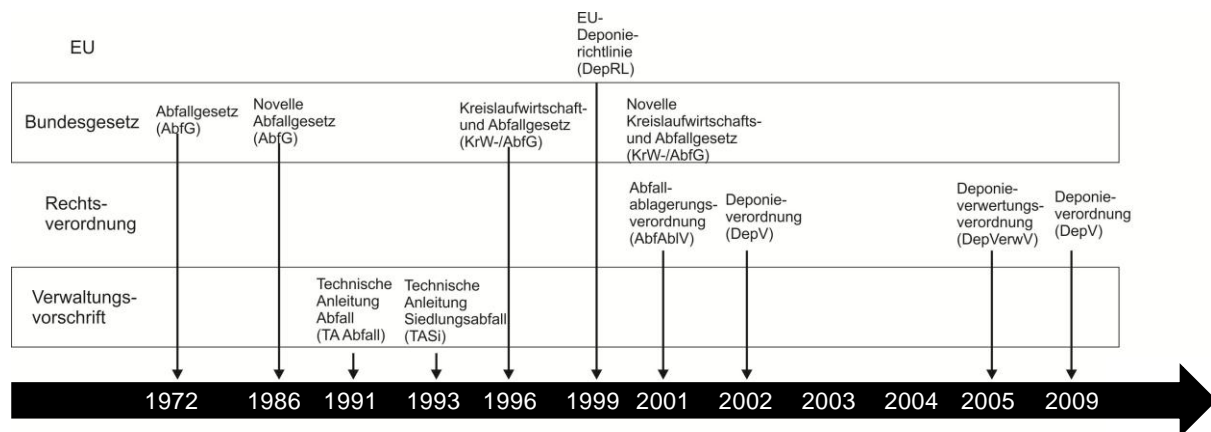 EU
EU-
Deponie-
richtlinie
(DepRL)
Bundesgesetz
Abfallgesetz
(AbfG)
Novelle
Abfallgesetz
(AbfG)
Kreislaufwirtschaft-
und Abfallgesetz
(KrW-/AbfG)
Novelle
Kreislaufwirtschafts-
und Abfallgesetz
(KrW-/AbfG)
Rechts-
verordnung
Abfall-
ablagerungs-
verordnung
(AbfAblV)
Deponie-
verordnung
(DepV)
Deponie-
verwertungs-
verordnung
(DepVerwV)
Deponie-
verordnung
(DepV)
Verwaltungs-
vorschrift
Technische
Anleitung
Abfall
(TA Abfall)
Technische
Anleitung
Siedlungsabfall
(TASi)
1972 1986 1991 1993 1996 1999 2001 2002 2003 2004 2005 2009